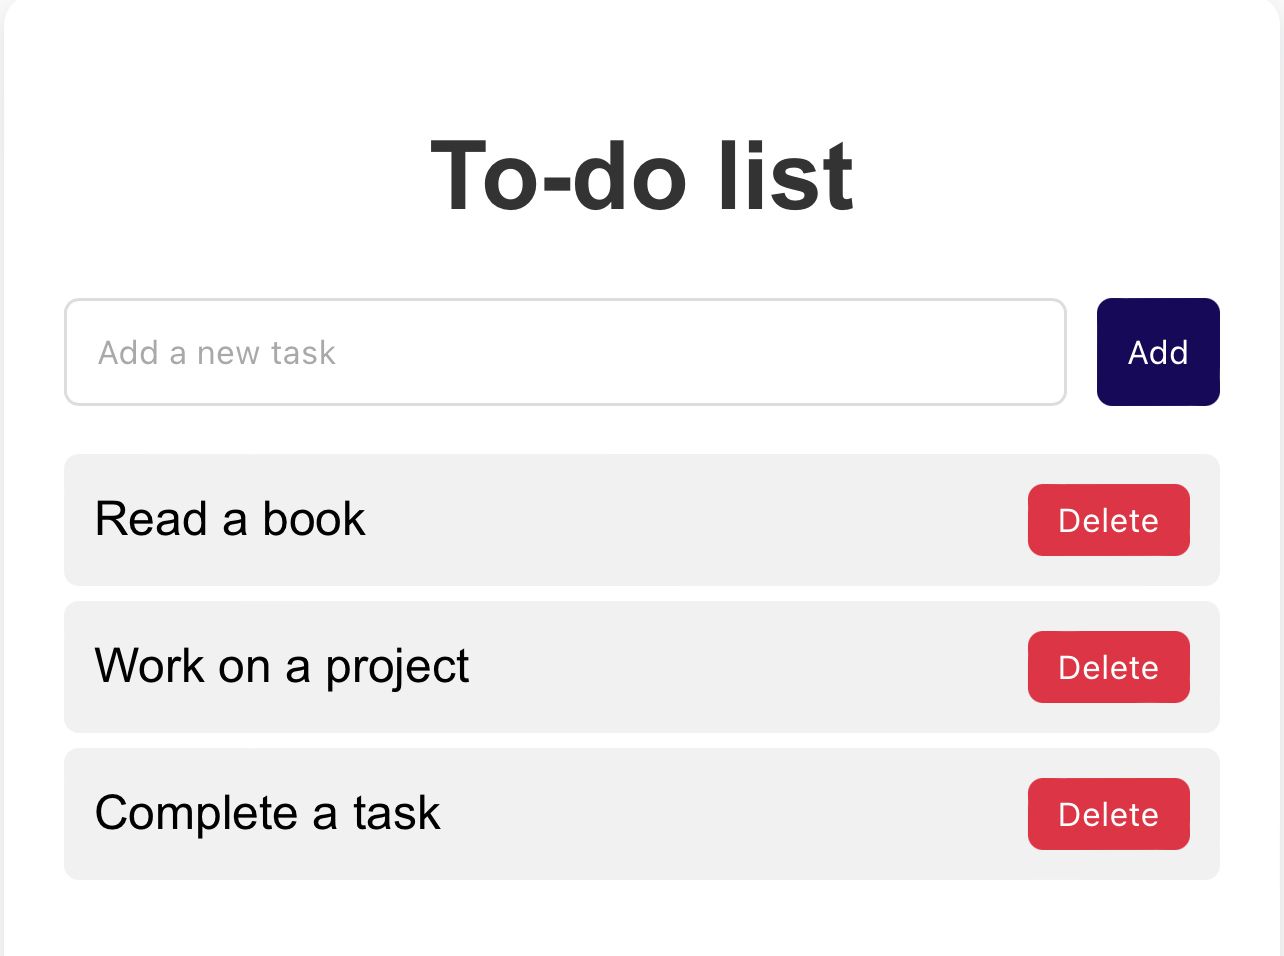 To-do list
Add a new task
Add
Read a book
Delete
Work on a project
Delete
Complete a task
Delete